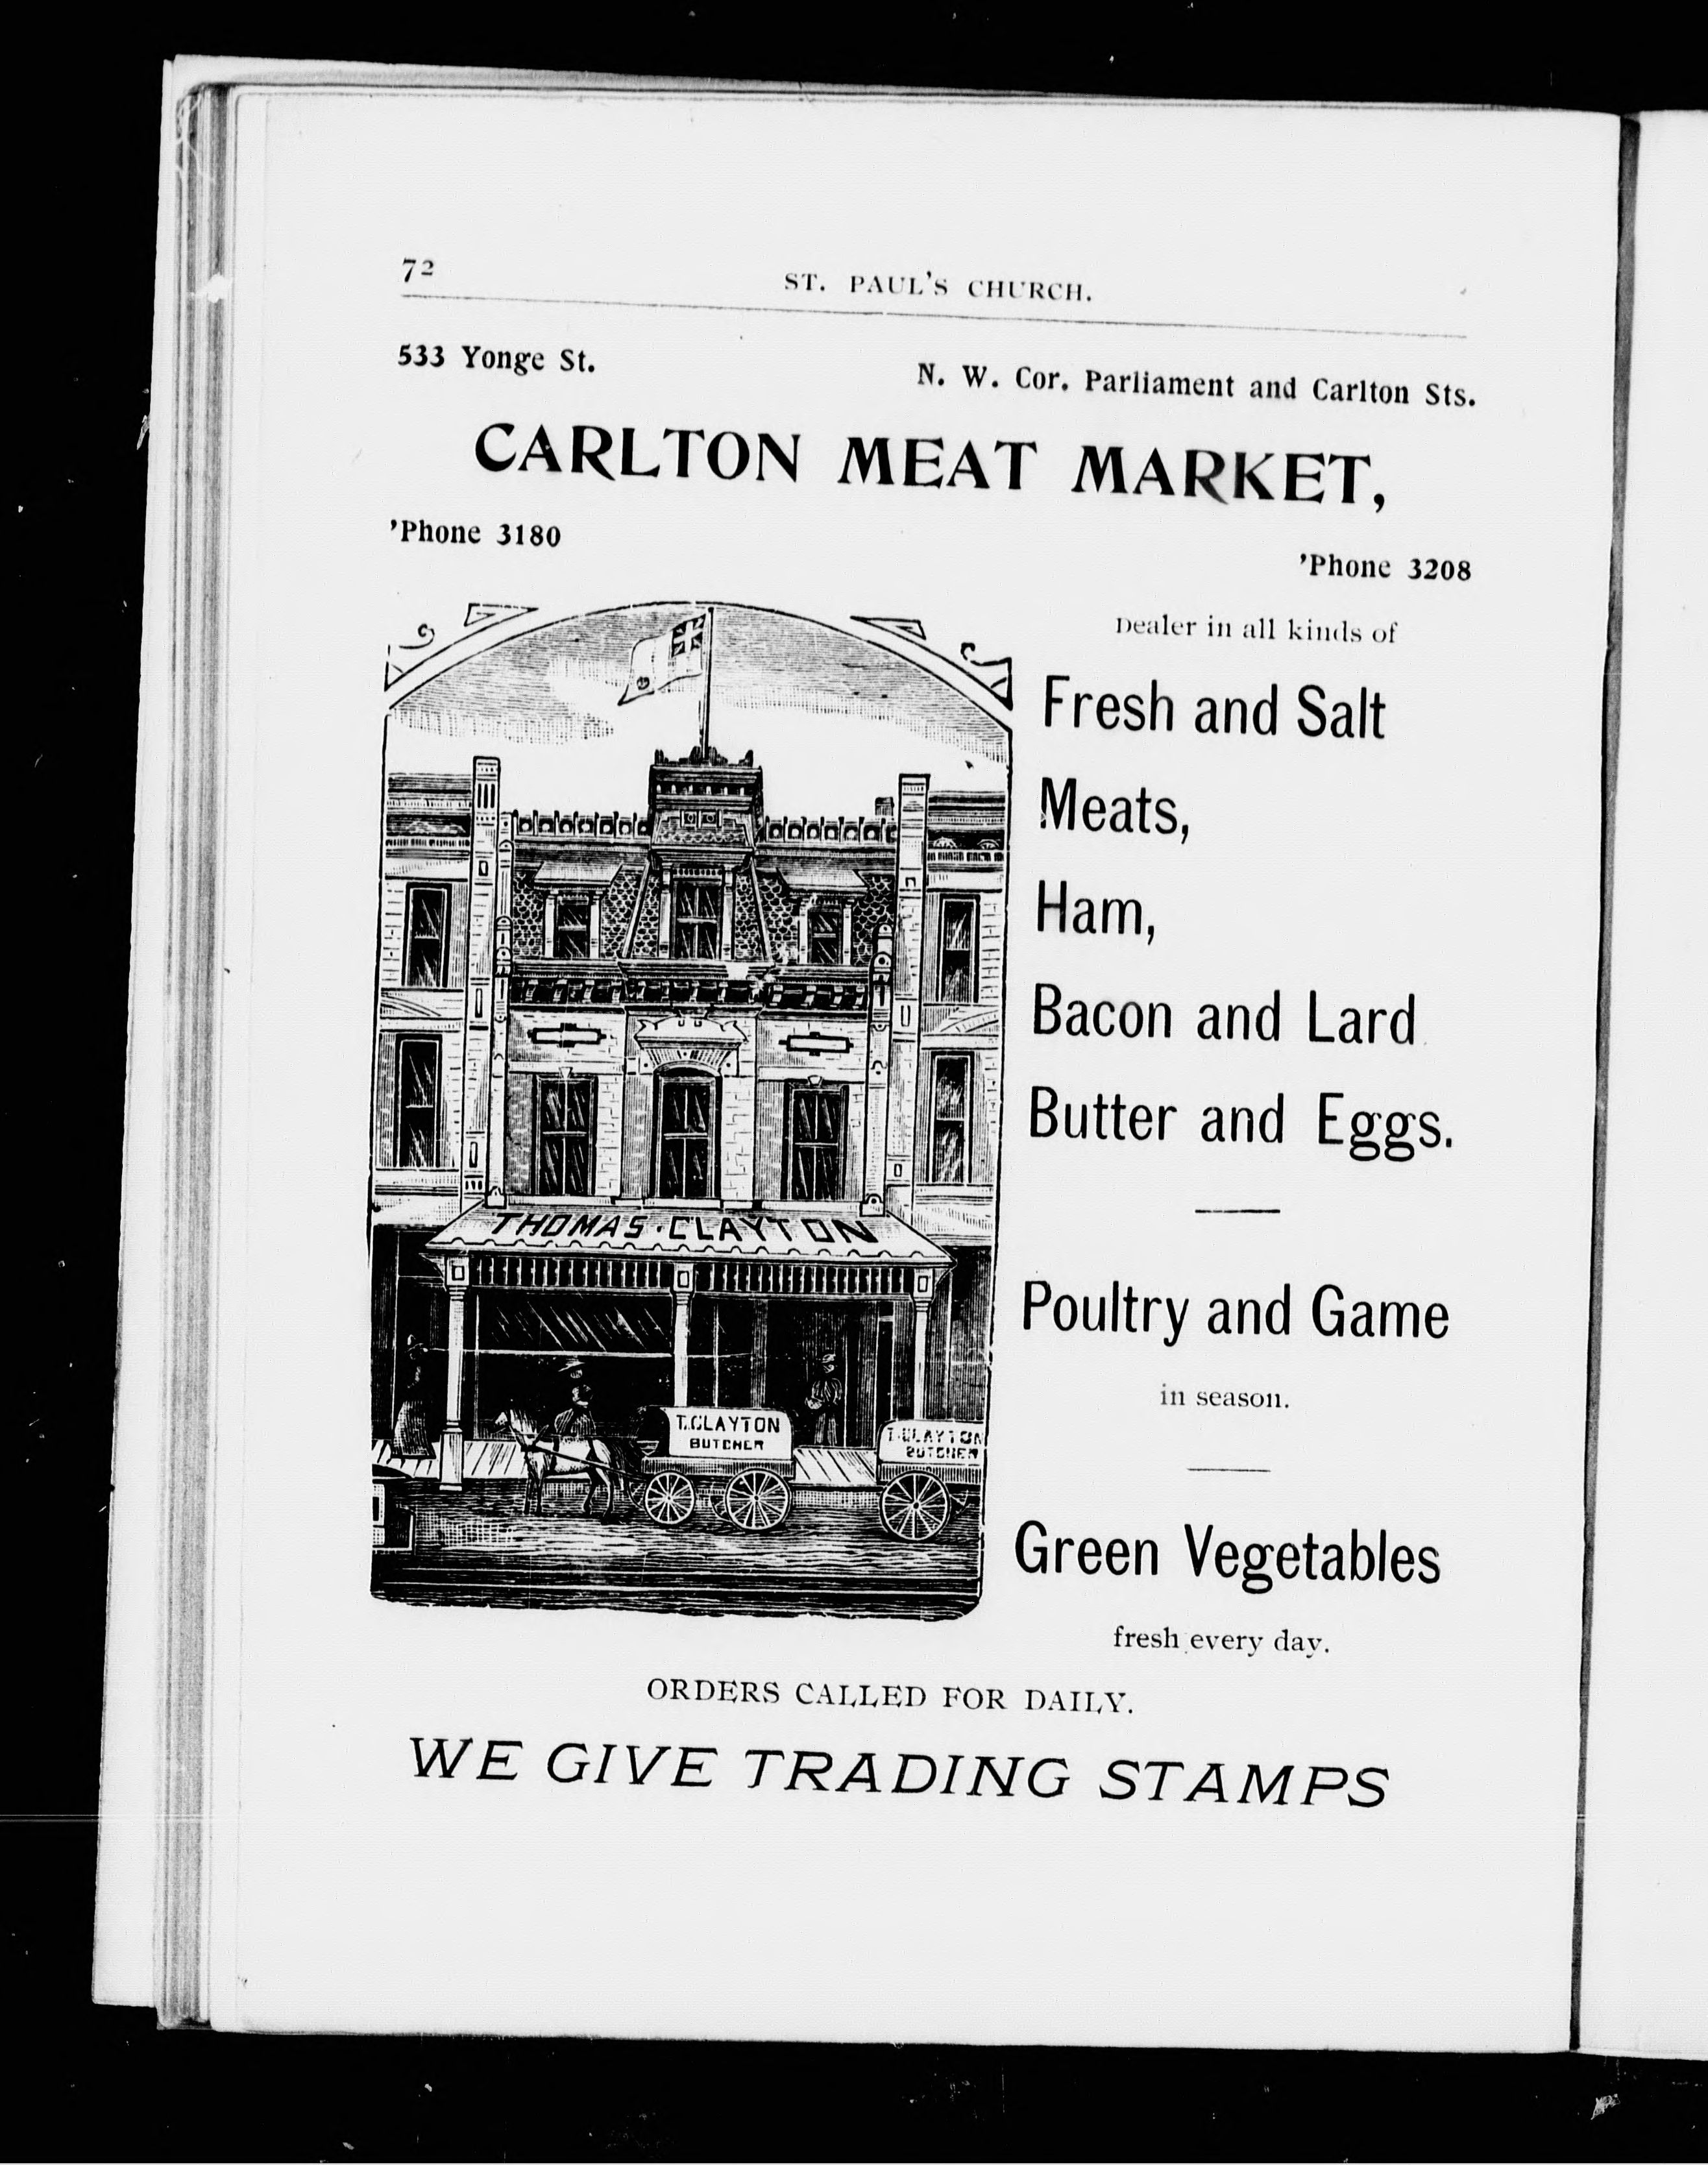 72
ST. PAUL'S CHURCH.
533 Yonge St.
N. W. Cor. Parliament and Carlton Sts.
CARLTON MEAT MARKET,
'Phone 3180
'Phone 3208
Dealer in all kinds of
Fresh and Salt
Meats,
Ham,
Bacon and Lard
Butter and Eggs.
Poultry and Game
in season.
Green Vegetables
fresh every day.
THOMAS · CLAYTON
T. CLAYTON
BUTCHER
T. CLAYTON
BUTCHER
ORDERS CALLED FOR DAILY.
WE GIVE TRADING STAMPS